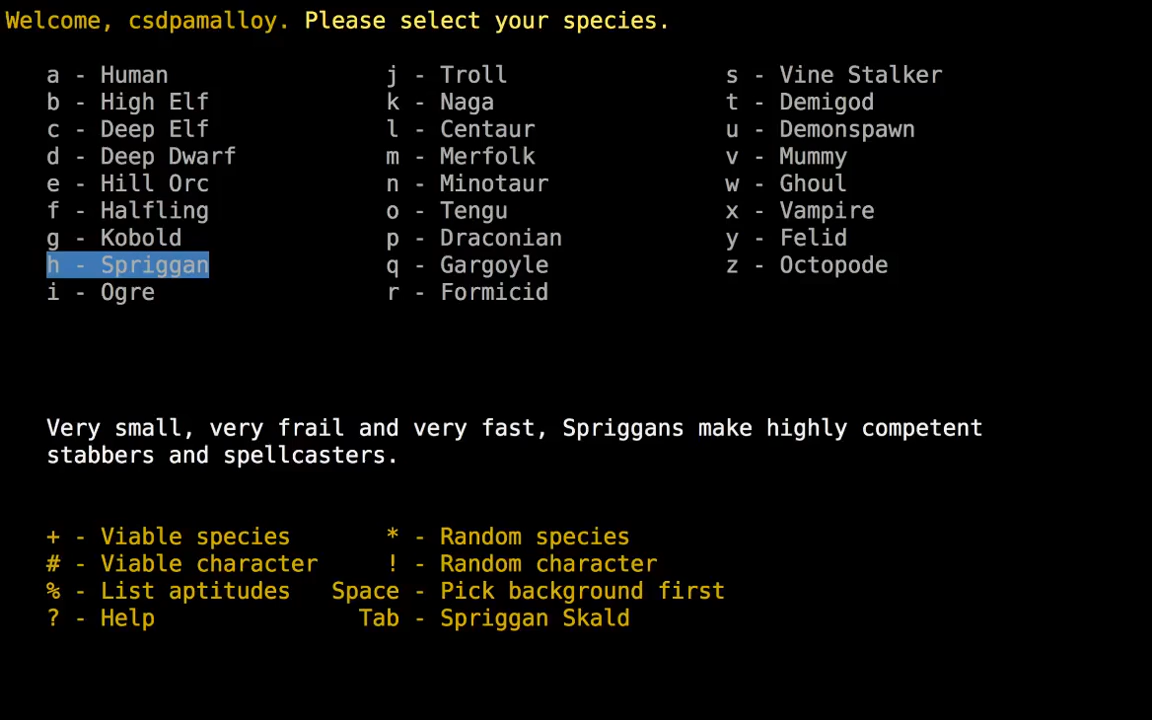 Welcome, csdpamalloy. Please select your species.
a - Human
b - High Elf
c - Deep Elf
d - Deep Dwarf
e - Hill Orc
f - Halfling
g - Kobold
h - Spriggan
i - Ogre
j - Troll
k - Naga
l - Centaur
m - Merfolk
n - Minotaur
o - Tengu
p - Draconian
q - Gargoyle
r - Formicid
s - Vine Stalker
t - Demigod
u - Demonspawn
v - Mummy
w - Ghoul
x - Vampire
y - Felid
z - Octopode
Very small, very frail and very fast, Spriggans make highly competent
stabbers and spellcasters.
+ - Viable species
# - Viable character
% - List aptitudes
? - Help
* - Random species
! - Random character
Space - Pick background first
Tab - Spriggan Skald